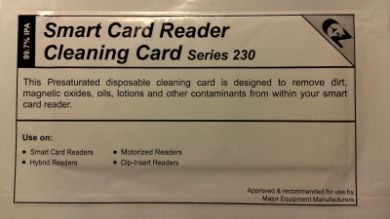 99.7% IPA
Smart Card Reader
Cleaning Card Series 230
This Presaturated disposable cleaning card is designed to remove dirt,
magnetic oxides, oils, lotions and other contaminants from within your smart
card reader.
Use on:
• Smart Card Readers • Motorized Readers
• Hybrid Readers • Dip-Insert Readers
Approved & recommended for use by
Major Equipment Manufacturers